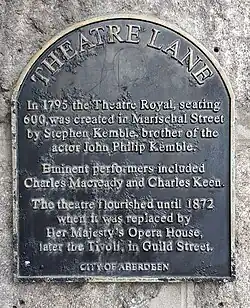 THEATRE LANE
In 1795 the Theatre Royal, seating
600, was created in Marischal Street
by Stephen Kemble, brother of the
actor John Philip Kemble.
Eminent performers included
Charles Macready and Charles Keen.
The theatre flourished until 1872
when it was replaced by
Her Majesty's Opera House,
later the Tivoli, in Guild Street.
CITY OF ABERDEEN